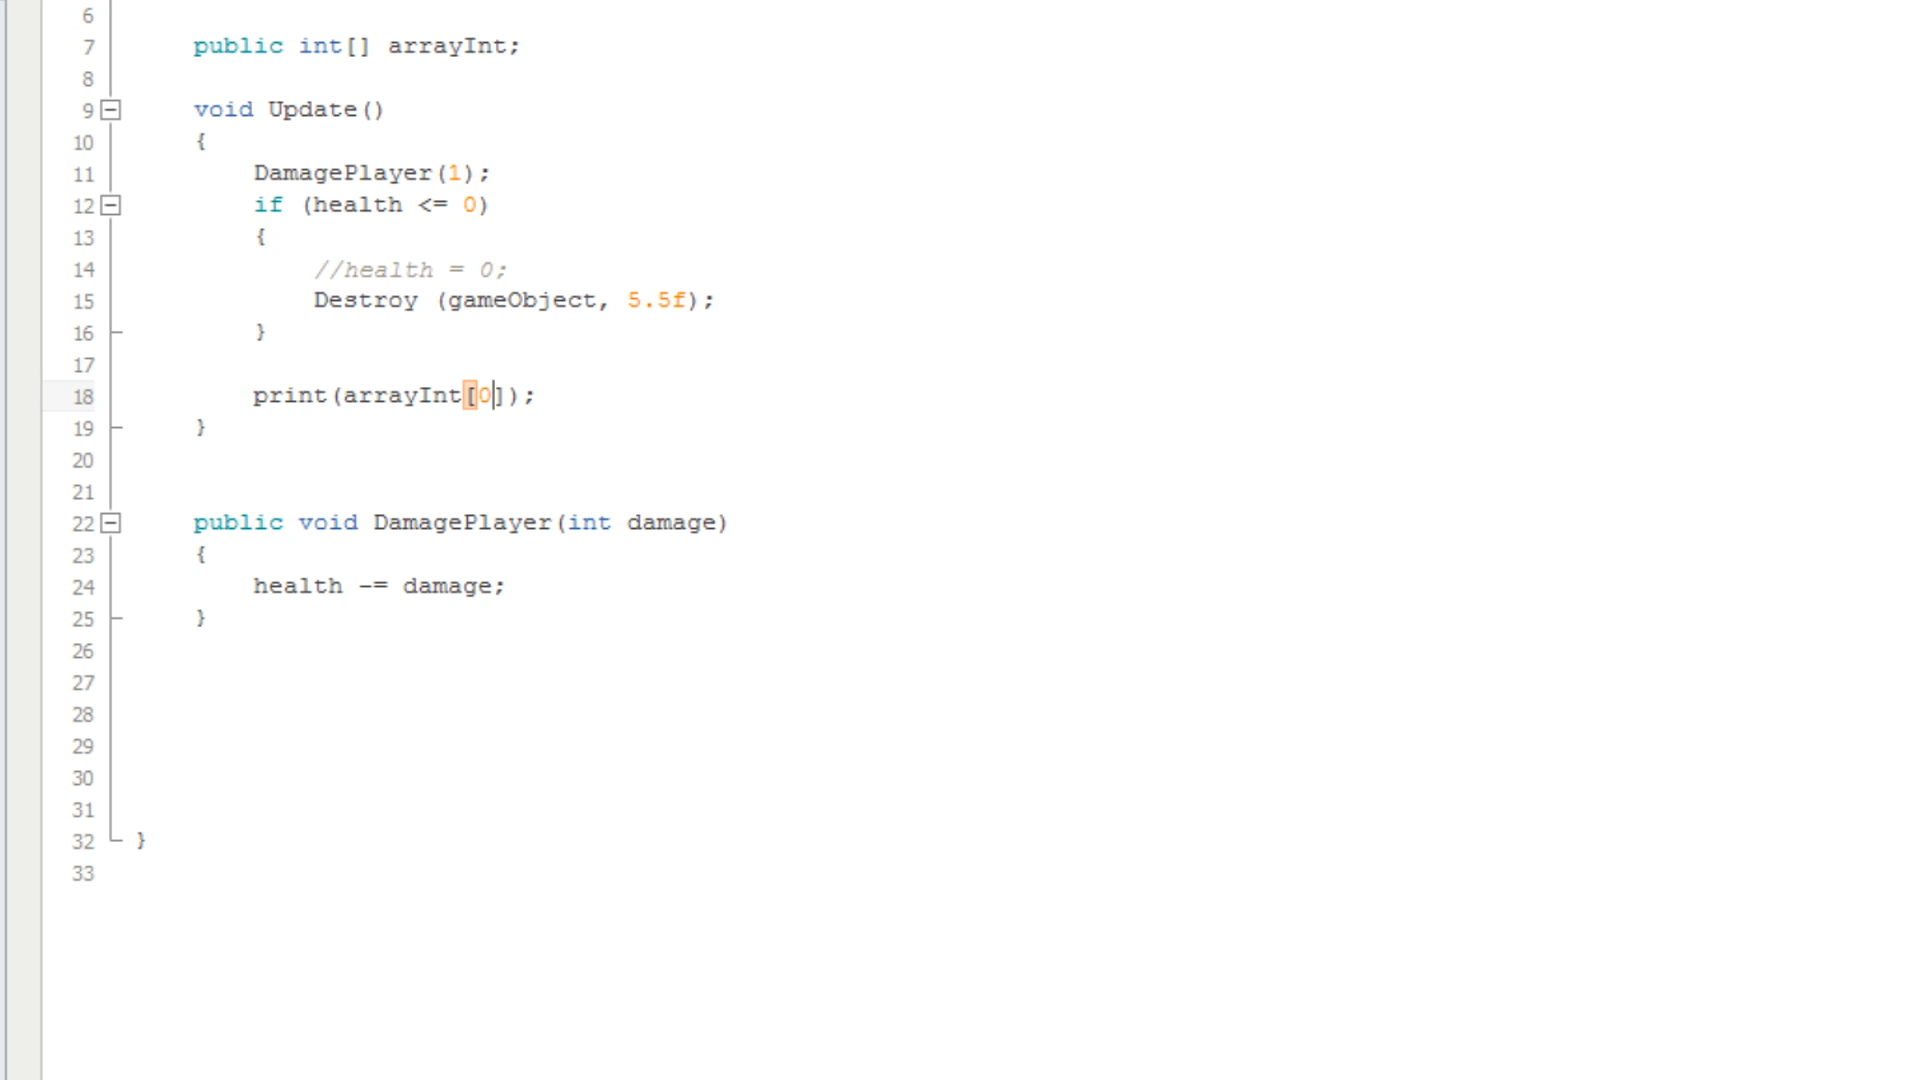 6
7 public int[] arrayInt;
8
9 void Update()
10 {
11 DamagePlayer(1);
12 if (health <= 0)
13 {
14 //health = 0;
15 Destroy (gameObject, 5.5f);
16 }
17
18 print(arrayInt[0]);
19 }
20
21
22 public void DamagePlayer(int damage)
23 {
24 health -= damage;
25 }
26
27
28
29
30
31
32 }
33